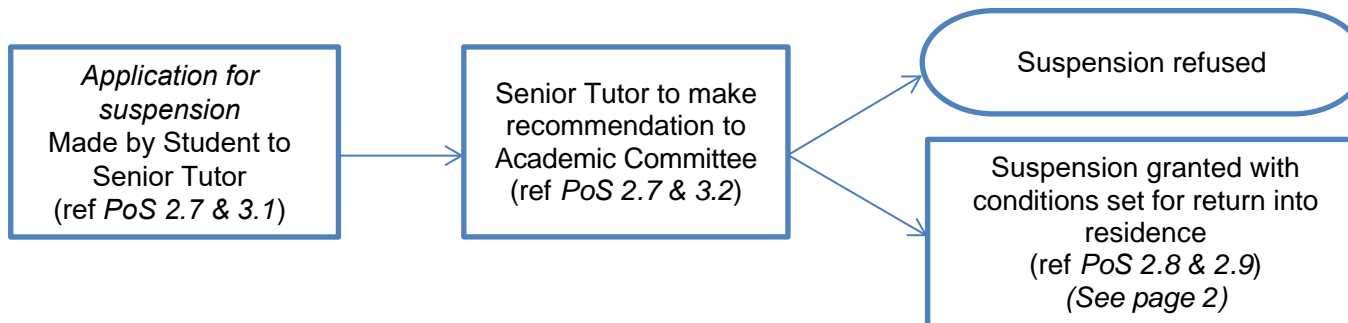 Application for
suspension
Made by Student to
Senior Tutor
(ref PoS 2.7 & 3.1)
Senior Tutor to make
recommendation to
Academic Committee
(ref PoS 2.7 & 3.2)
Suspension refused
Suspension granted with
conditions set for return into
residence
(ref PoS 2.8 & 2.9)
(See page 2)